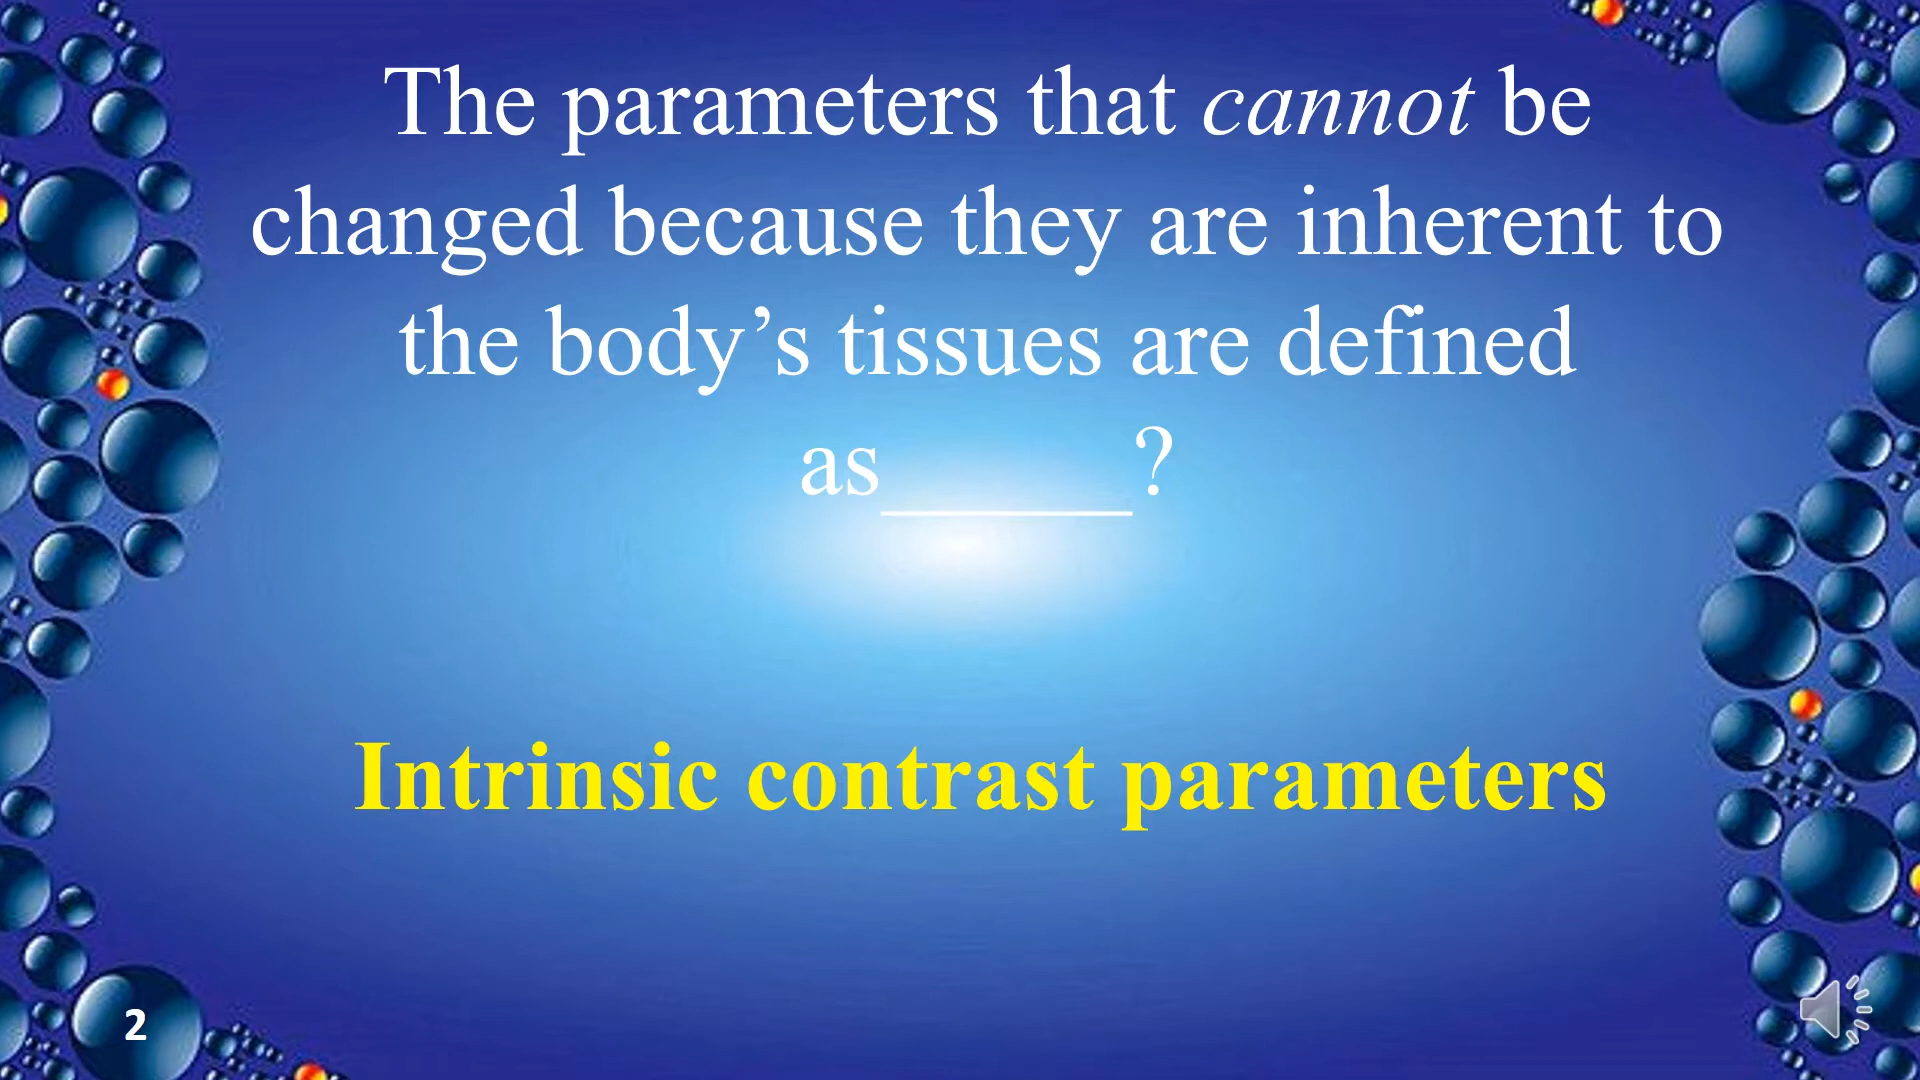 The parameters that cannot be
changed because they are inherent to
the body’s tissues are defined
as_____?
Intrinsic contrast parameters
2